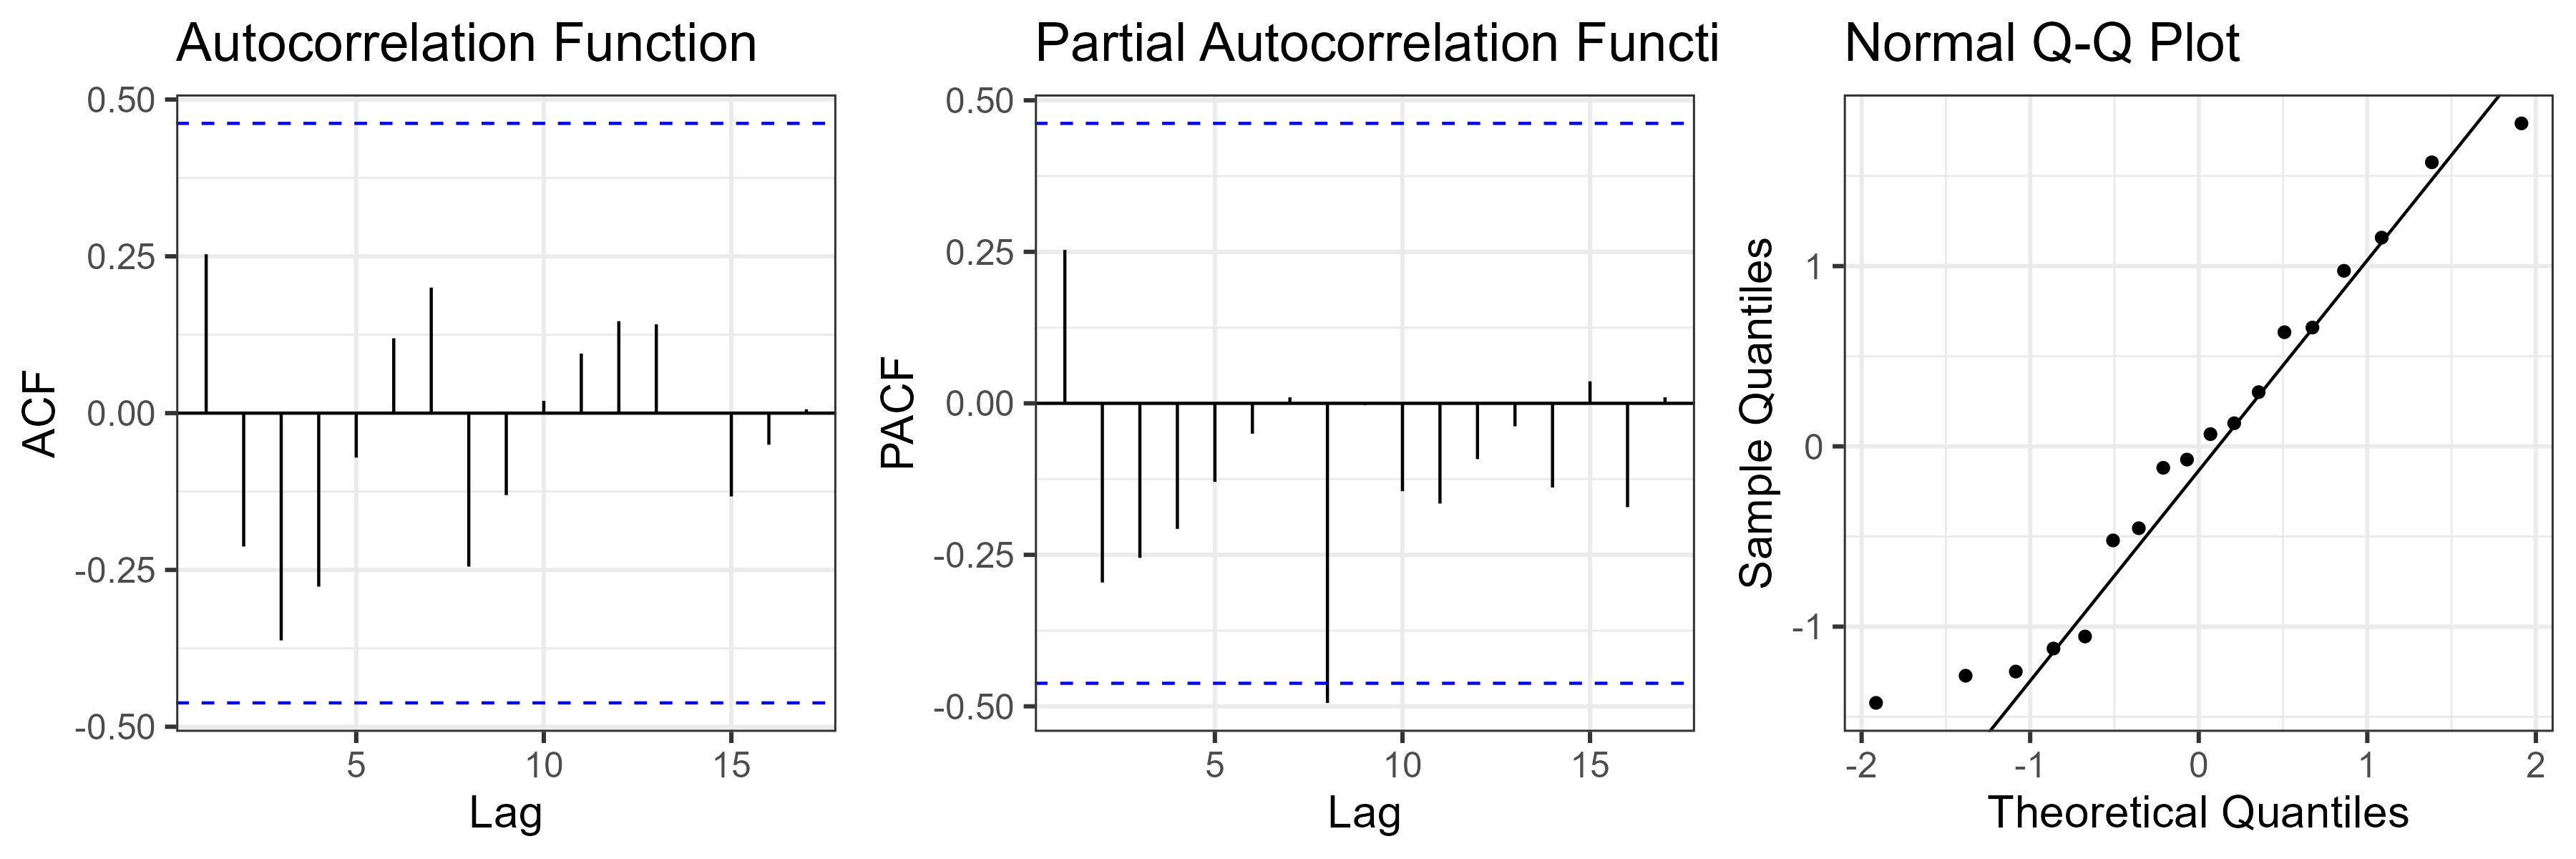 Autocorrelation Function
0.50
0.25
0.00
-0.25
-0.50
ACF
5 10 15
Lag
Partial Autocorrelation Functi
0.50
0.25
0.00
-0.25
-0.50
PACF
5 10 15
Lag
Normal Q-Q Plot
1
0
-1
Sample Quantiles
-2 -1 0 1 2
Theoretical Quantiles